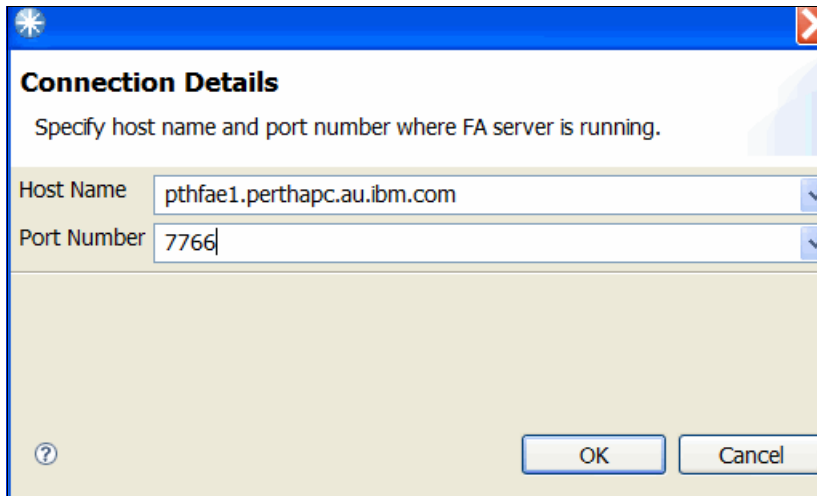 Connection Details
Specify host name and port number where FA server is running.
Host Name pthfae1.perthapc.au.ibm.com
Port Number 7766
OK Cancel